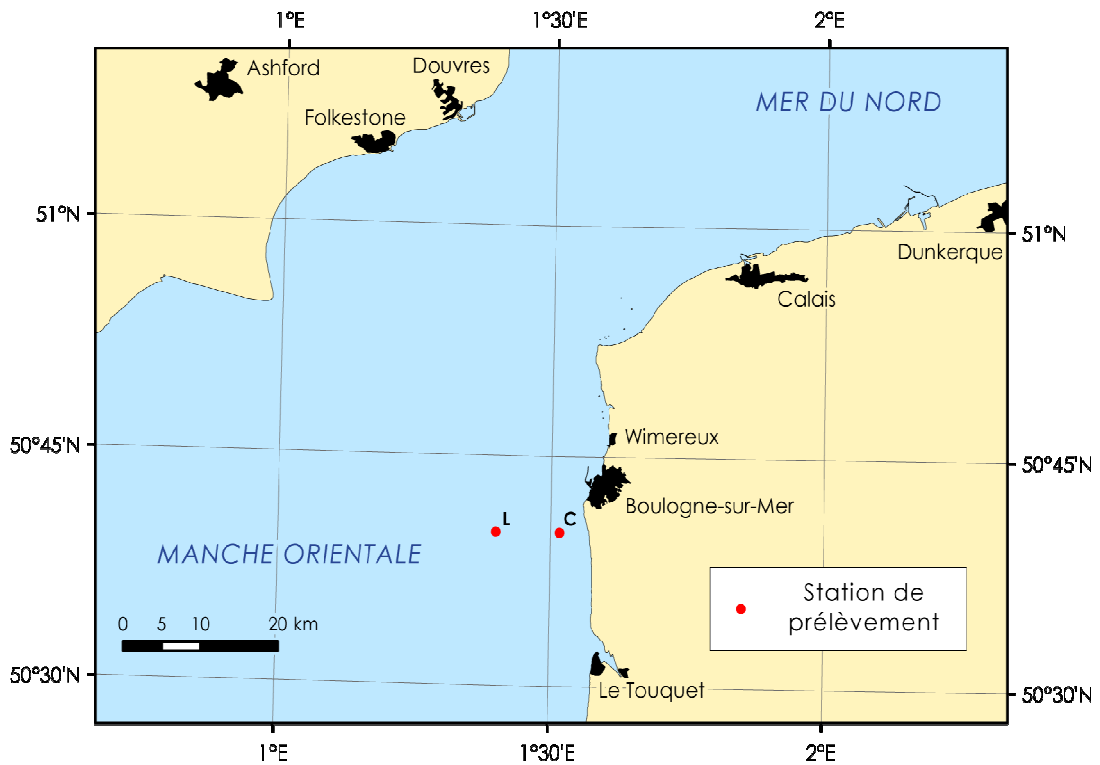 1°E 1°30'E 2°E
Ashford
Douvres
MER DU NORD
Folkestone
51°N
51°N
Dunkerque
Calais
50°45'N
Wimereux
50°45'N
Boulogne-sur-Mer
L C
MANCHE ORIENTALE
Station de
prélèvement
0 5 10 20 km
50°30'N
Le Touquet
50°30'N
1°E 1°30'E 2°E